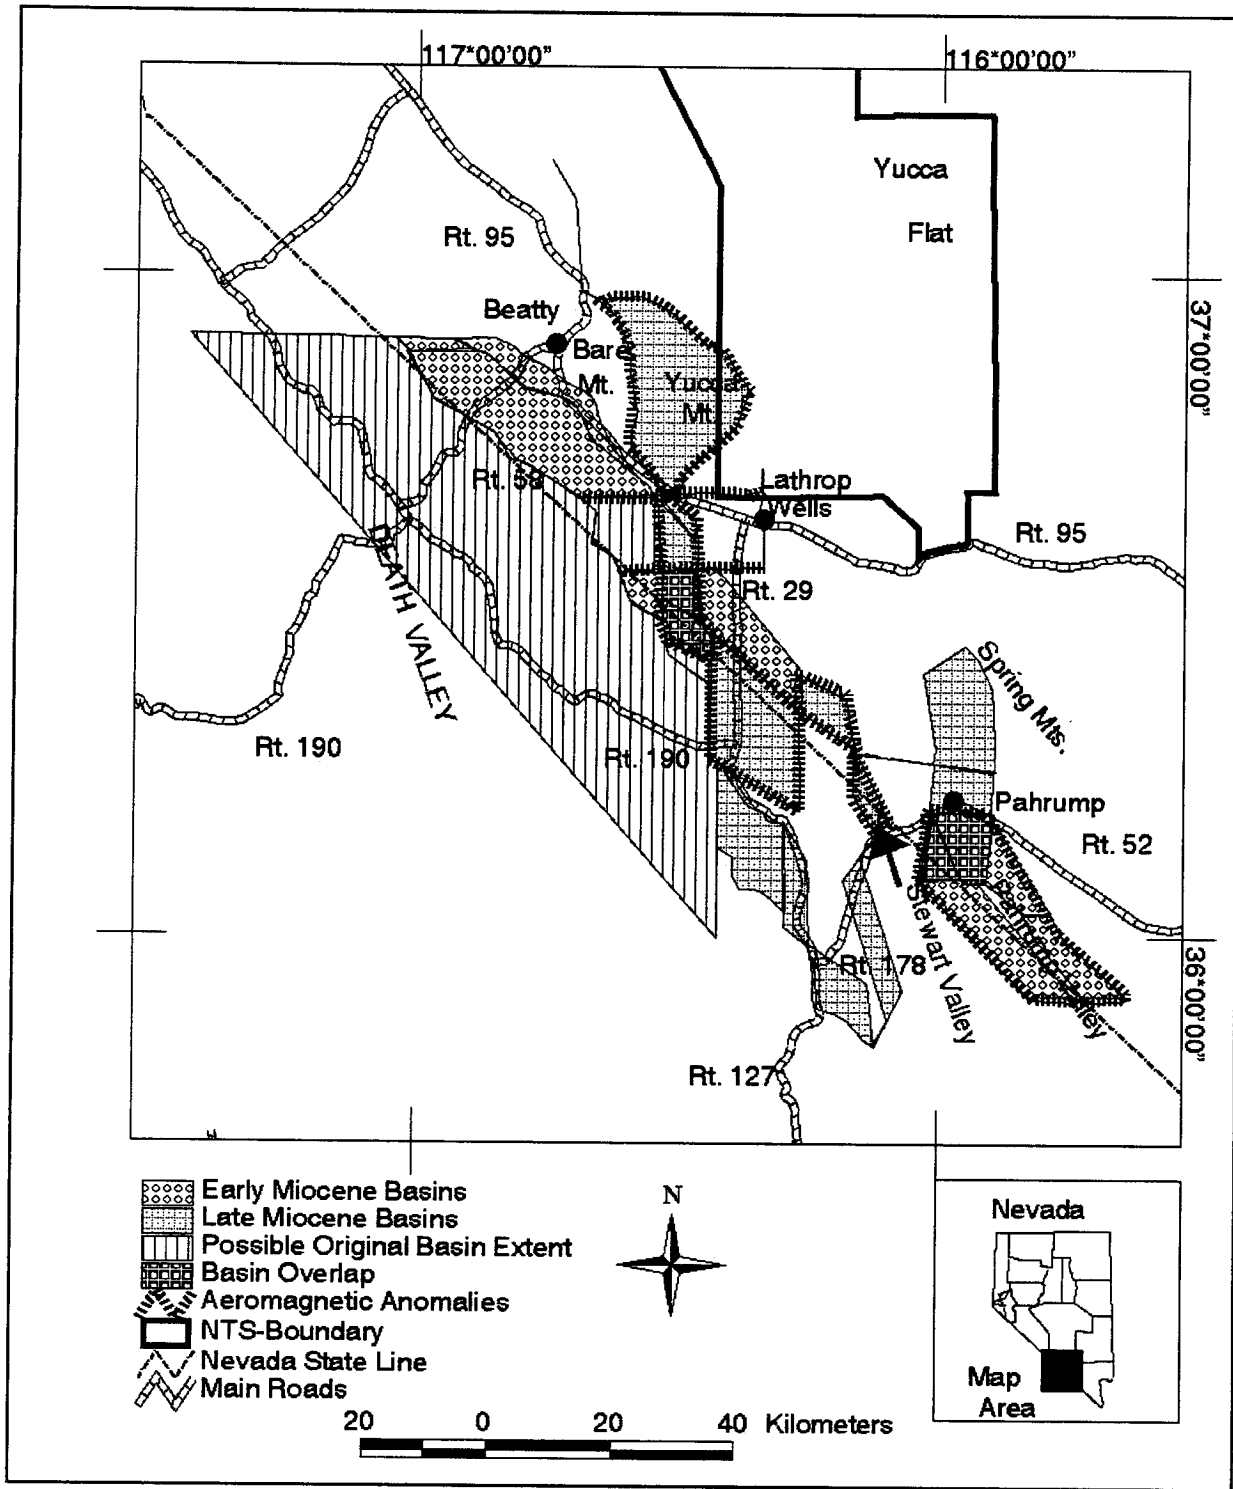 117*00'00"
116*00'00"
Yucca
Flat
Rt. 95
Beatty
Bare
Mt.
Yucca
Mt.
37*00'00"
Rt. 58
Lathrop
Wells
Rt. 95
DEATH VALLEY
Rt. 29
Spring Mts.
Rt. 190
Rt. 190
Pahrump
Rt. 52
Stewart Valley
Pahrump Valley
Rt. 178
36*00'00"
Rt. 127
Early Miocene Basins
Late Miocene Basins
Possible Original Basin Extent
Basin Overlap
Aeromagnetic Anomalies
NTS-Boundary
Nevada State Line
Main Roads
N
Nevada
Map
Area
20 0 20 40 Kilometers